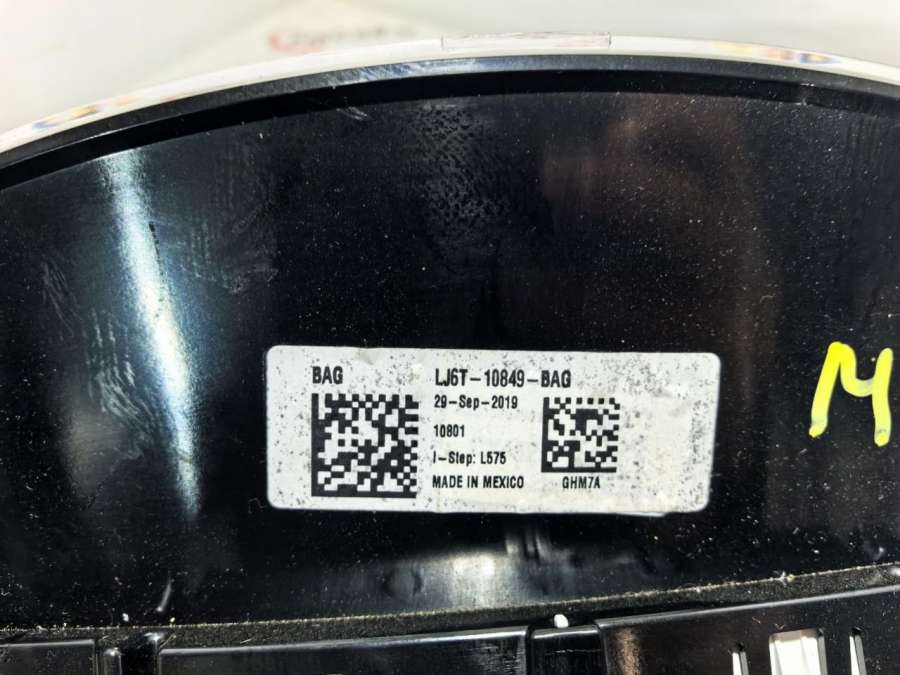 BAG
LJ6T-10849-BAG
29-Sep-2019
10801
I-Step: L575
MADE IN MEXICO
GHM7A
M